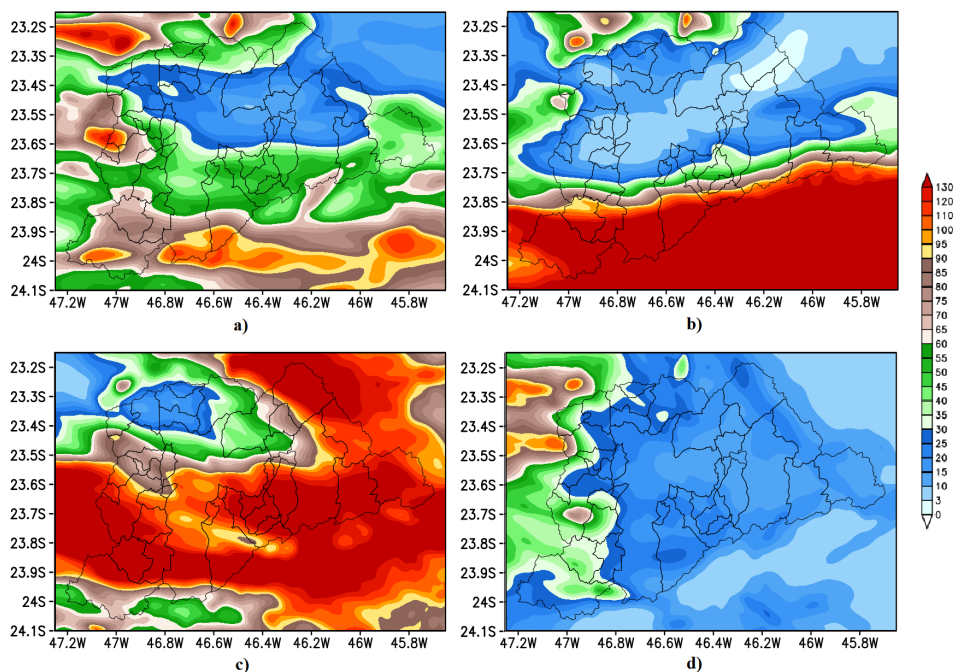 23.2S
23.3S
23.4S
23.5S
23.6S
23.7S
23.8S
23.9S
24S
24.1S
47.2W 47W 46.8W 46.6W 46.4W 46.2W 46W 45.8W
a)
23.2S
23.3S
23.4S
23.5S
23.6S
23.7S
23.8S
23.9S
24S
24.1S
47.2W 47W 46.8W 46.6W 46.4W 46.2W 46W 45.8W
b)
23.2S
23.3S
23.4S
23.5S
23.6S
23.7S
23.8S
23.9S
24S
24.1S
47.2W 47W 46.8W 46.6W 46.4W 46.2W 46W 45.8W
c)
23.2S
23.3S
23.4S
23.5S
23.6S
23.7S
23.8S
23.9S
24S
24.1S
47.2W 47W 46.8W 46.6W 46.4W 46.2W 46W 45.8W
d)
130
120
110
100
95
90
85
80
75
70
65
60
55
50
45
40
35
30
25
20
15
10
3
0